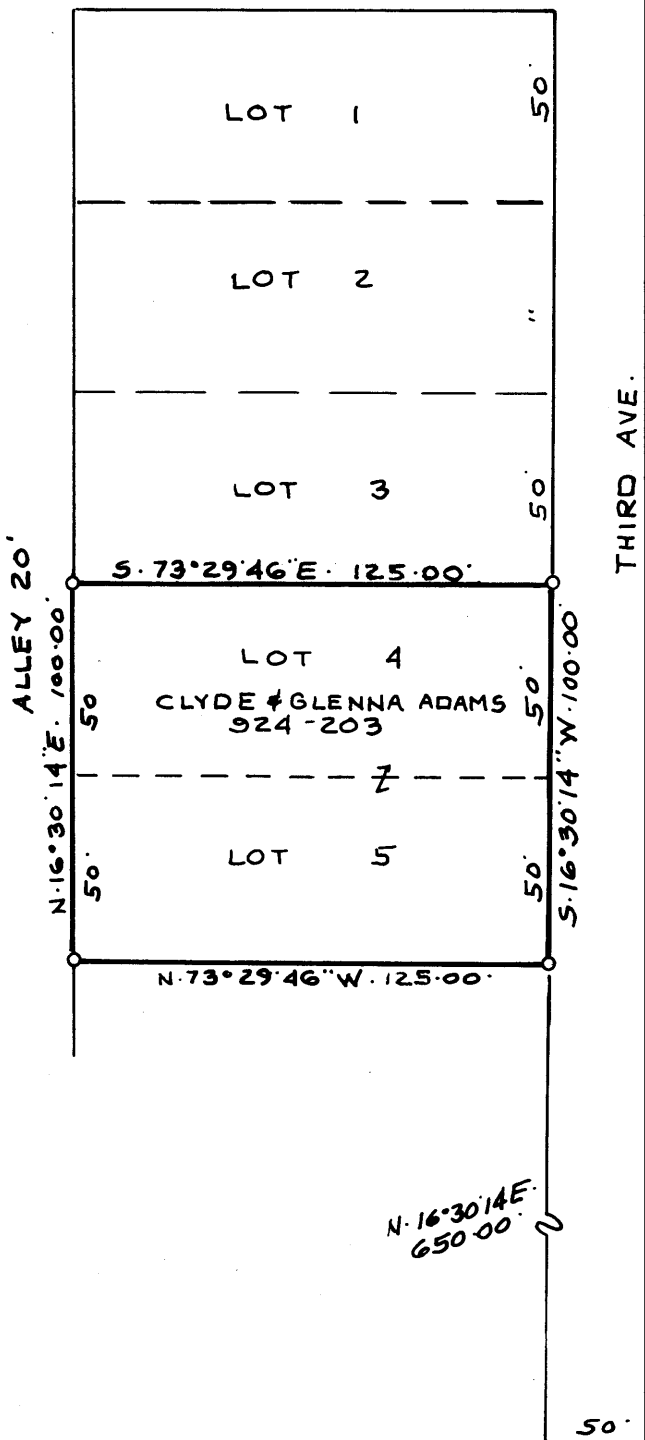 LOT 1
50'
LOT 2
"
LOT 3
50'
THIRD AVE.
ALLEY 20'
S. 73°29'46"E. 125.00'
N.16°30'14"E. 100.00'
50
50'
LOT 4
CLYDE & GLENNA ADAMS
924-203
Z
LOT 5
50'
50'
S.16°30'14"W.100.00'
N.73°29'46"W. 125.00'
N.16°30'14E.
650.00'
50'